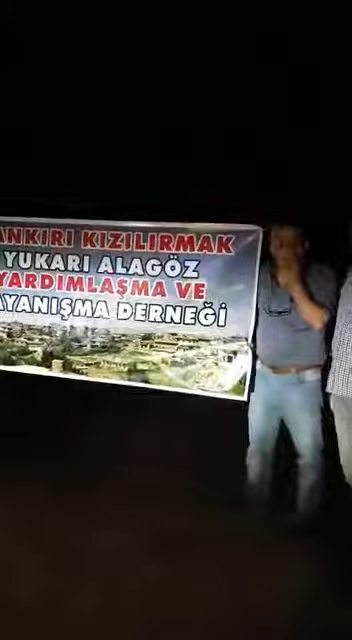 ANKIRI KIZILIRMAK
YUKARI ALAGÖZ
YARDIMLAŞMA VE
AYANIŞMA DERNEĞİ